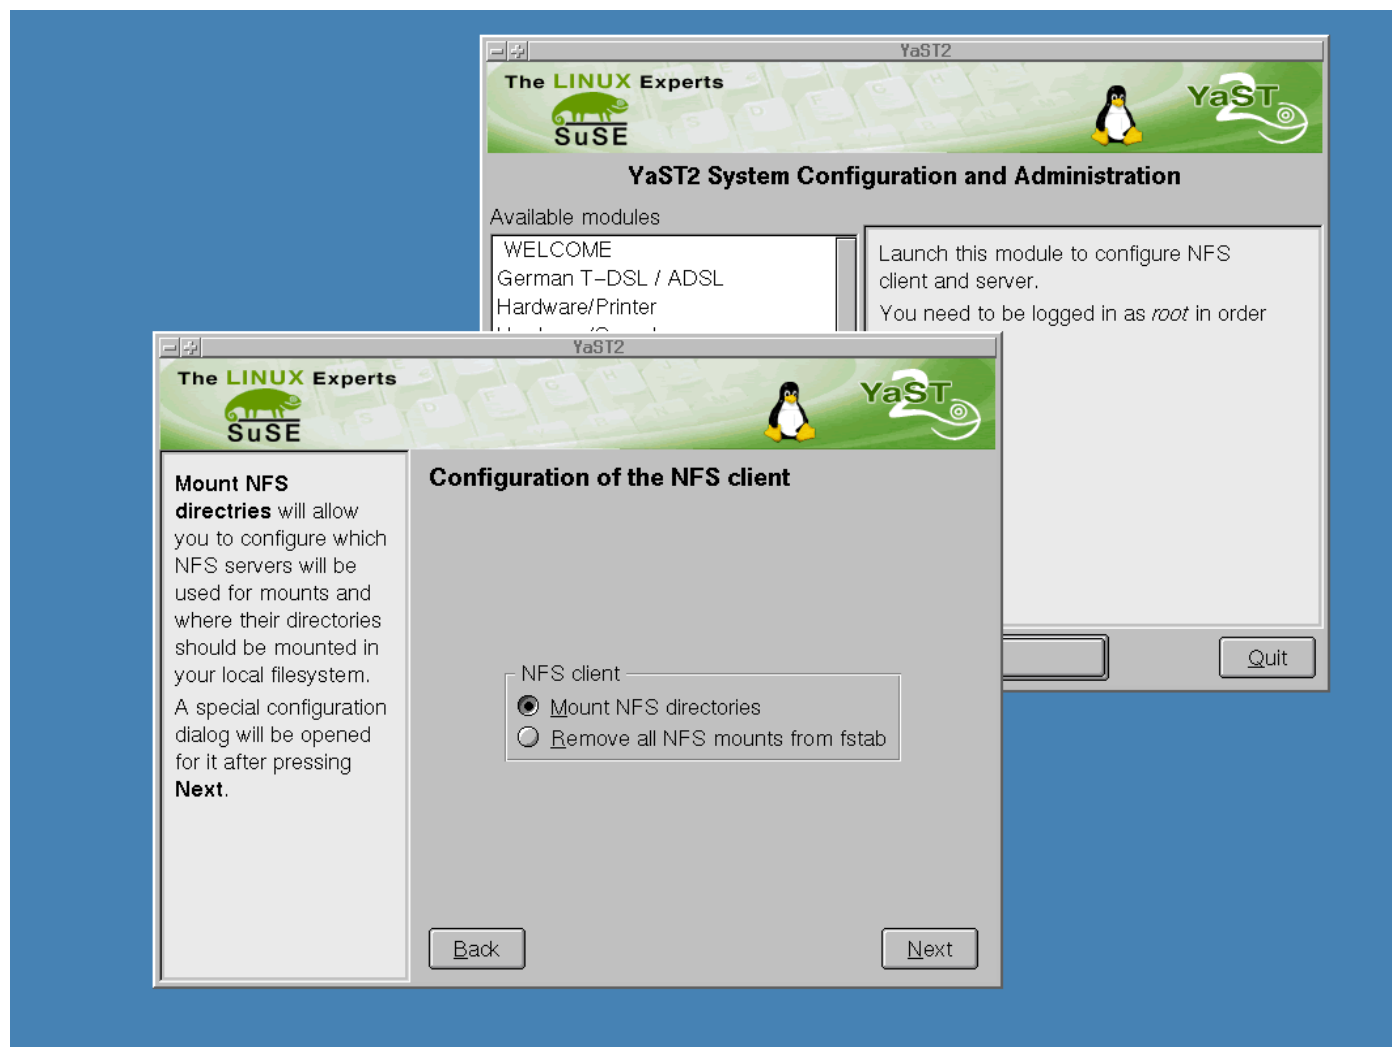 YaST2
The LINUX Experts
SuSE
YaST2
YaST2 System Configuration and Administration
Available modules
WELCOME
German T-DSL / ADSL
Hardware/Printer
Launch this module to configure NFS
client and server.
You need to be logged in as root in order
Quit
YaST2
The LINUX Experts
SuSE
YaST2
Mount NFS
directries will allow
you to configure which
NFS servers will be
used for mounts and
where their directories
should be mounted in
your local filesystem.
A special configuration
dialog will be opened
for it after pressing
Next.
Configuration of the NFS client
NFS client
Mount NFS directories
Remove all NFS mounts from fstab
Back
Next